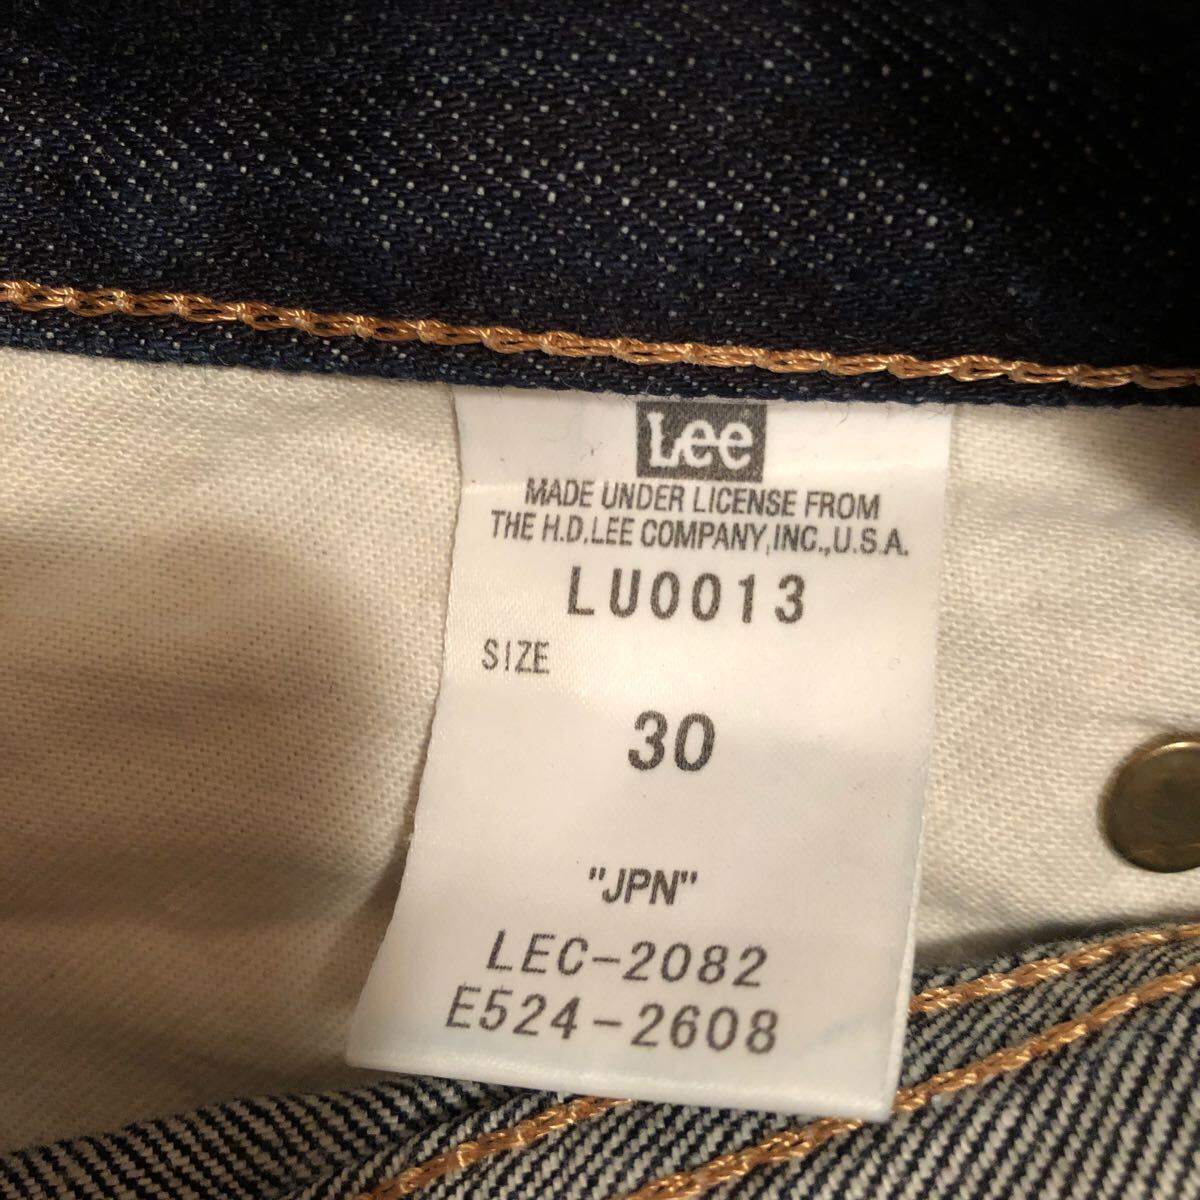 Lee
MADE UNDER LICENSE FROM
THE H.D.LEE COMPANY,INC.,U.S.A.
LU0013
SIZE
30
"JPN"
LEC-2082
E524-2608